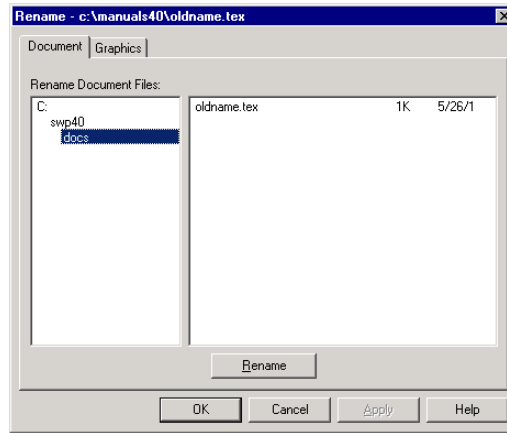 Rename - c:\manuals40\oldname.tex
Document Graphics
Rename Document Files:
C: oldname.tex 1K 5/26/1
swp40
docs
Rename
OK Cancel Apply Help